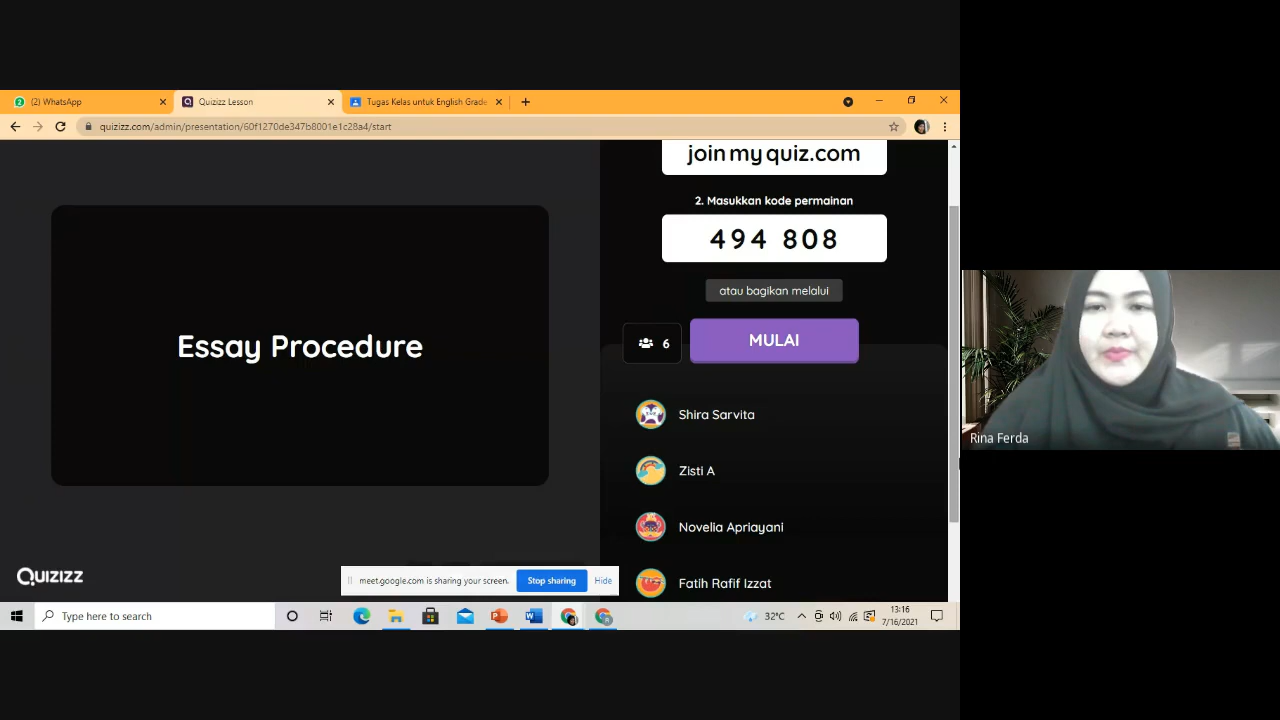 (2) WhatsApp
Quizizz Lesson
Tugas Kelas untuk English Grade
quizizz.com/admin/presentation/60f1270de347b8001e1c28a4/start
joinmyquiz.com
2. Masukkan kode permainan
494 808
atau bagikan melalui
6
MULAI
Essay Procedure
Shira Sarvita
Zisti A
Novelia Apriayani
Fatih Rafif Izzat
Rina Ferda
Quizizz
meet.google.com is sharing your screen.
Stop sharing
Hide
Type here to search
32°C
13:16
7/16/2021